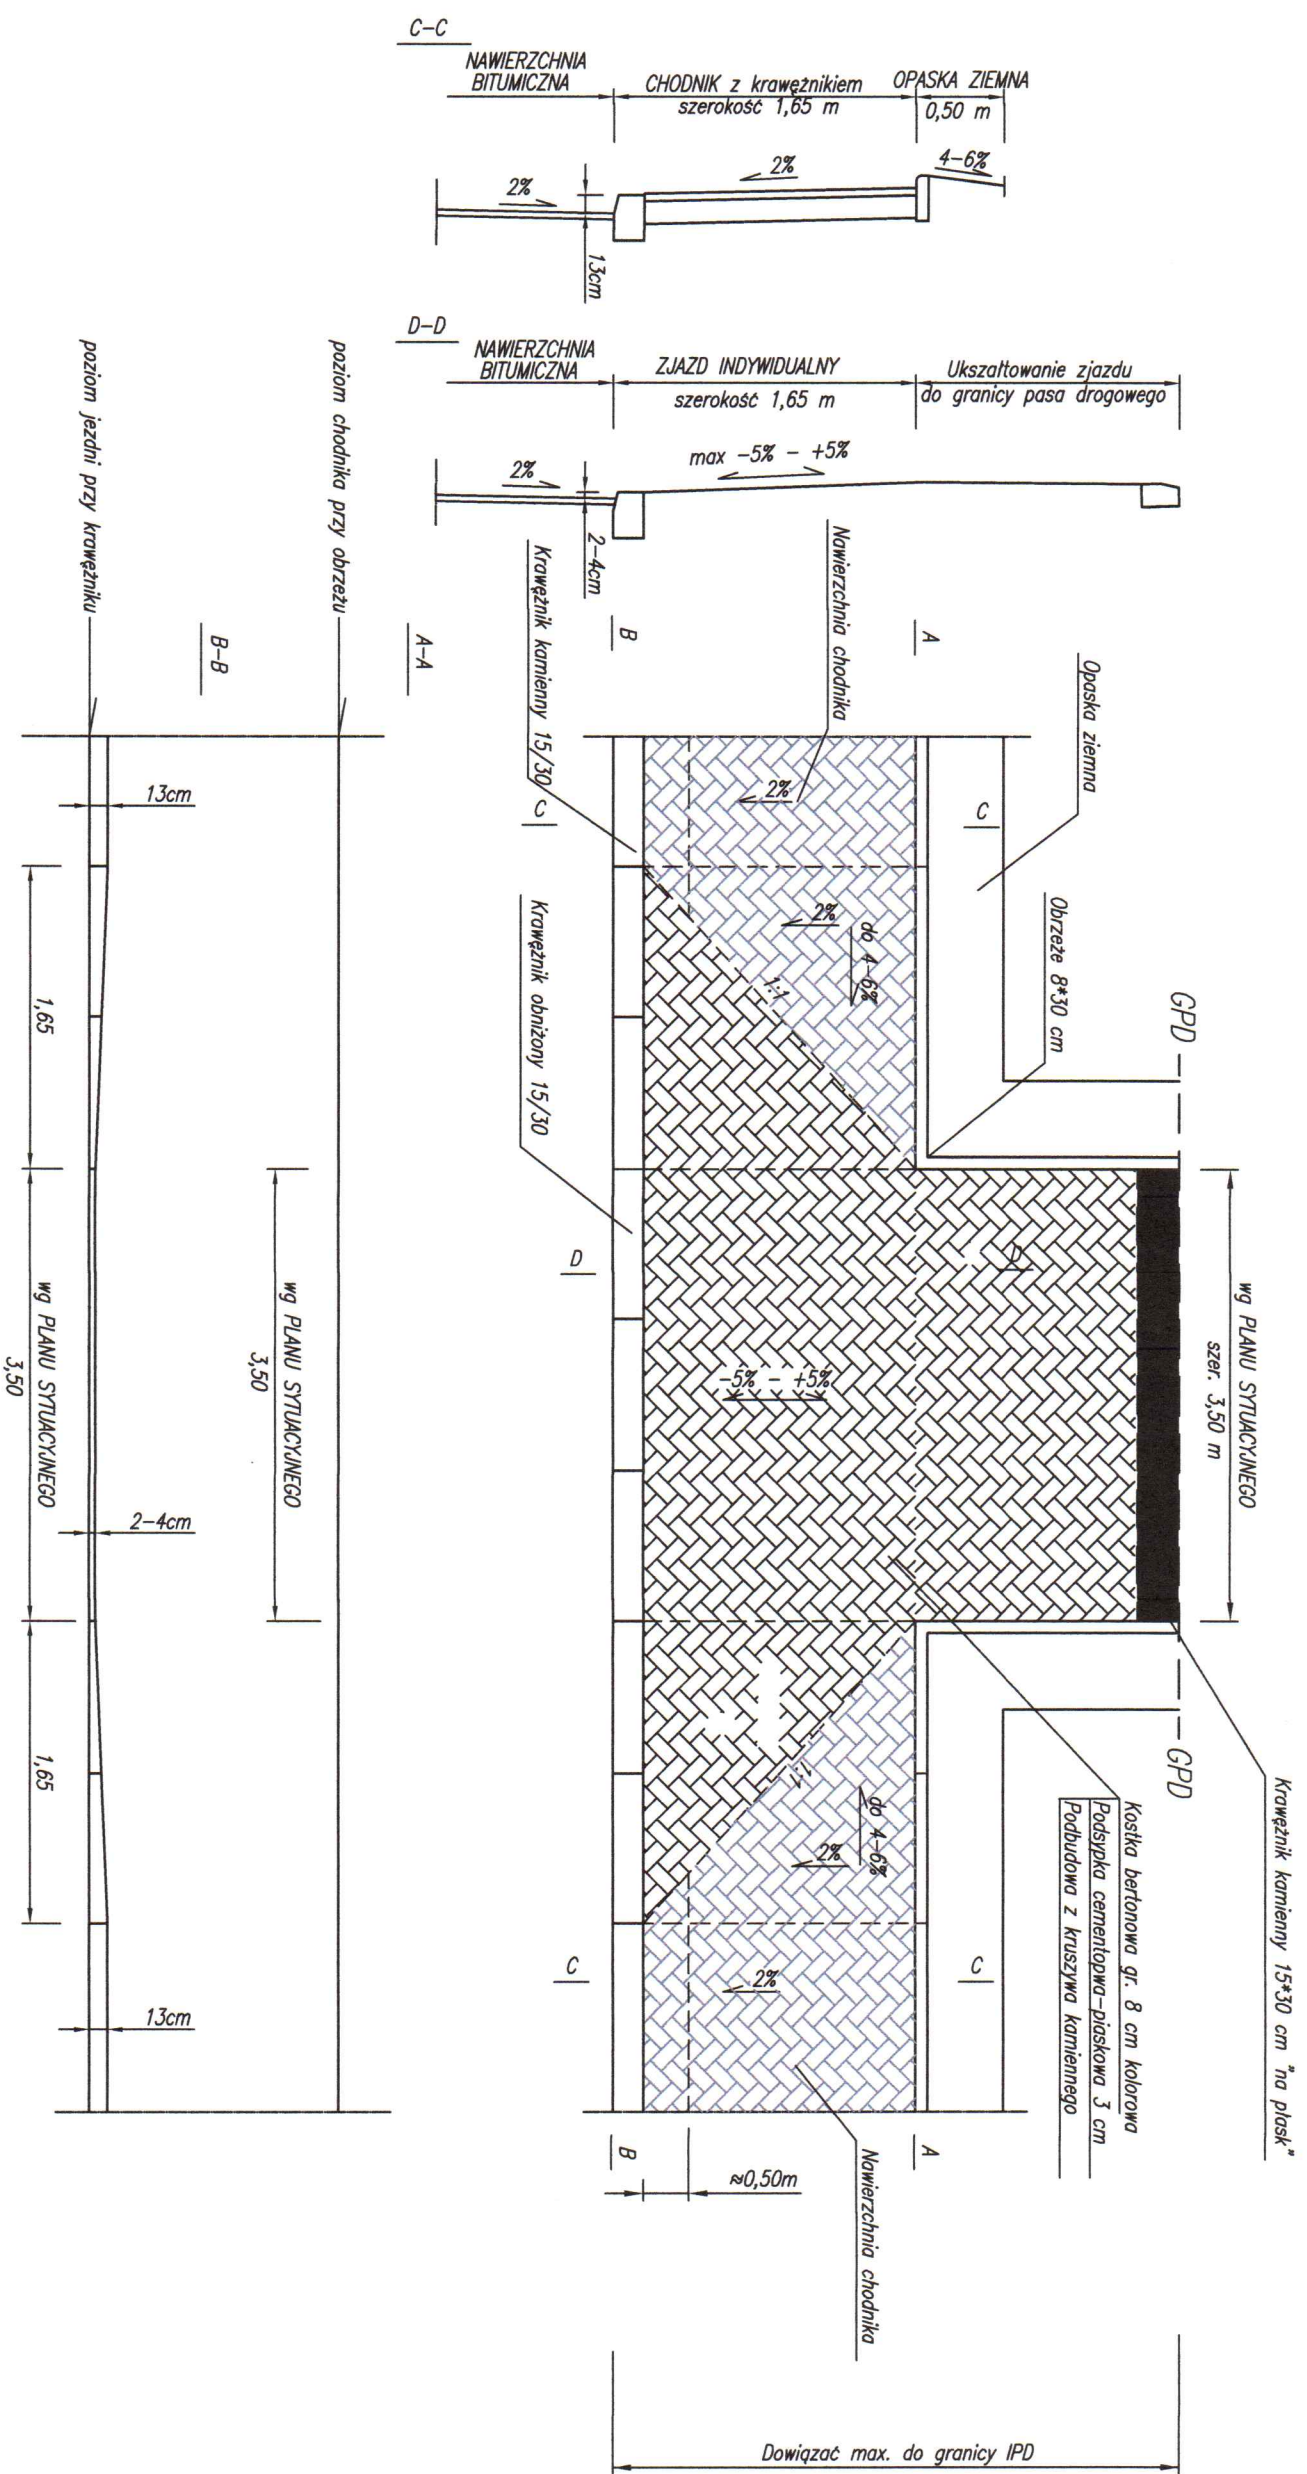 C-C
NAWIERZCHNIA
BITUMICZNA
CHODNIK z krawężnikiem
szerokość 1,65 m
OPASKA ZIEMNA
0,50 m
2%
2%
4-6%
13cm
D-D
NAWIERZCHNIA
BITUMICZNA
ZJAZD INDYWIDUALNY
szerokość 1,65 m
Ukszałtowanie zjazdu
do granicy pasa drogowego
2%
max -5% - +5%
2-4cm
poziom jezdni przy krawężniku
poziom chodnika przy obrzeżu
Krawężnik kamienny 15/30
Nawierzchnia chodnika
B-B
A-A
B
A
Opaska ziemna
13cm
C
2%
C
2%
do 4-6%
1:1
Krawężnik obniżony 15/30
Obrzeże 8*30 cm
GPD
1,65
D
D
wg PLANU SYTUACYJNEGO
3,50
wg PLANU SYTUACYJNEGO
3,50
wg PLANU SYTUACYJNEGO
szer. 3,50 m
-5% - +5%
2-4cm
1,65
1:1
do 4-6%
2%
GPD
Krawężnik kamienny 15*30 cm "na płask"
Kostka bertonowa gr. 8 cm kolorowa
Podsypka cementopwa-piaskowa 3 cm
Podbudowa z kruszywa kamiennego
C
C
2%
13cm
B
A
≈0,50m
Nawierzchnia chodnika
Dowiązać max. do granicy IPD